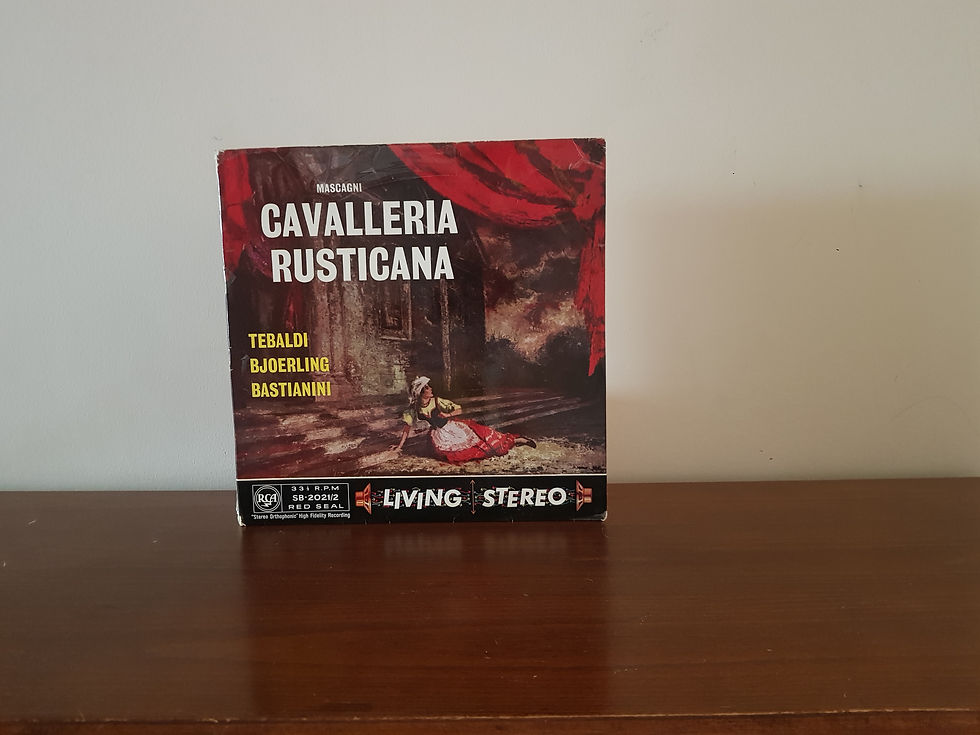 MASCAGNI
CAVALLERIA
RUSTICANA
TEBALDI
BJOERLING
BASTIANINI
RCA
33⅓ R.P.M
SB-2021/2
RED SEAL
LIVING STEREO
"Stereo Orthophonic" High Fidelity Recording